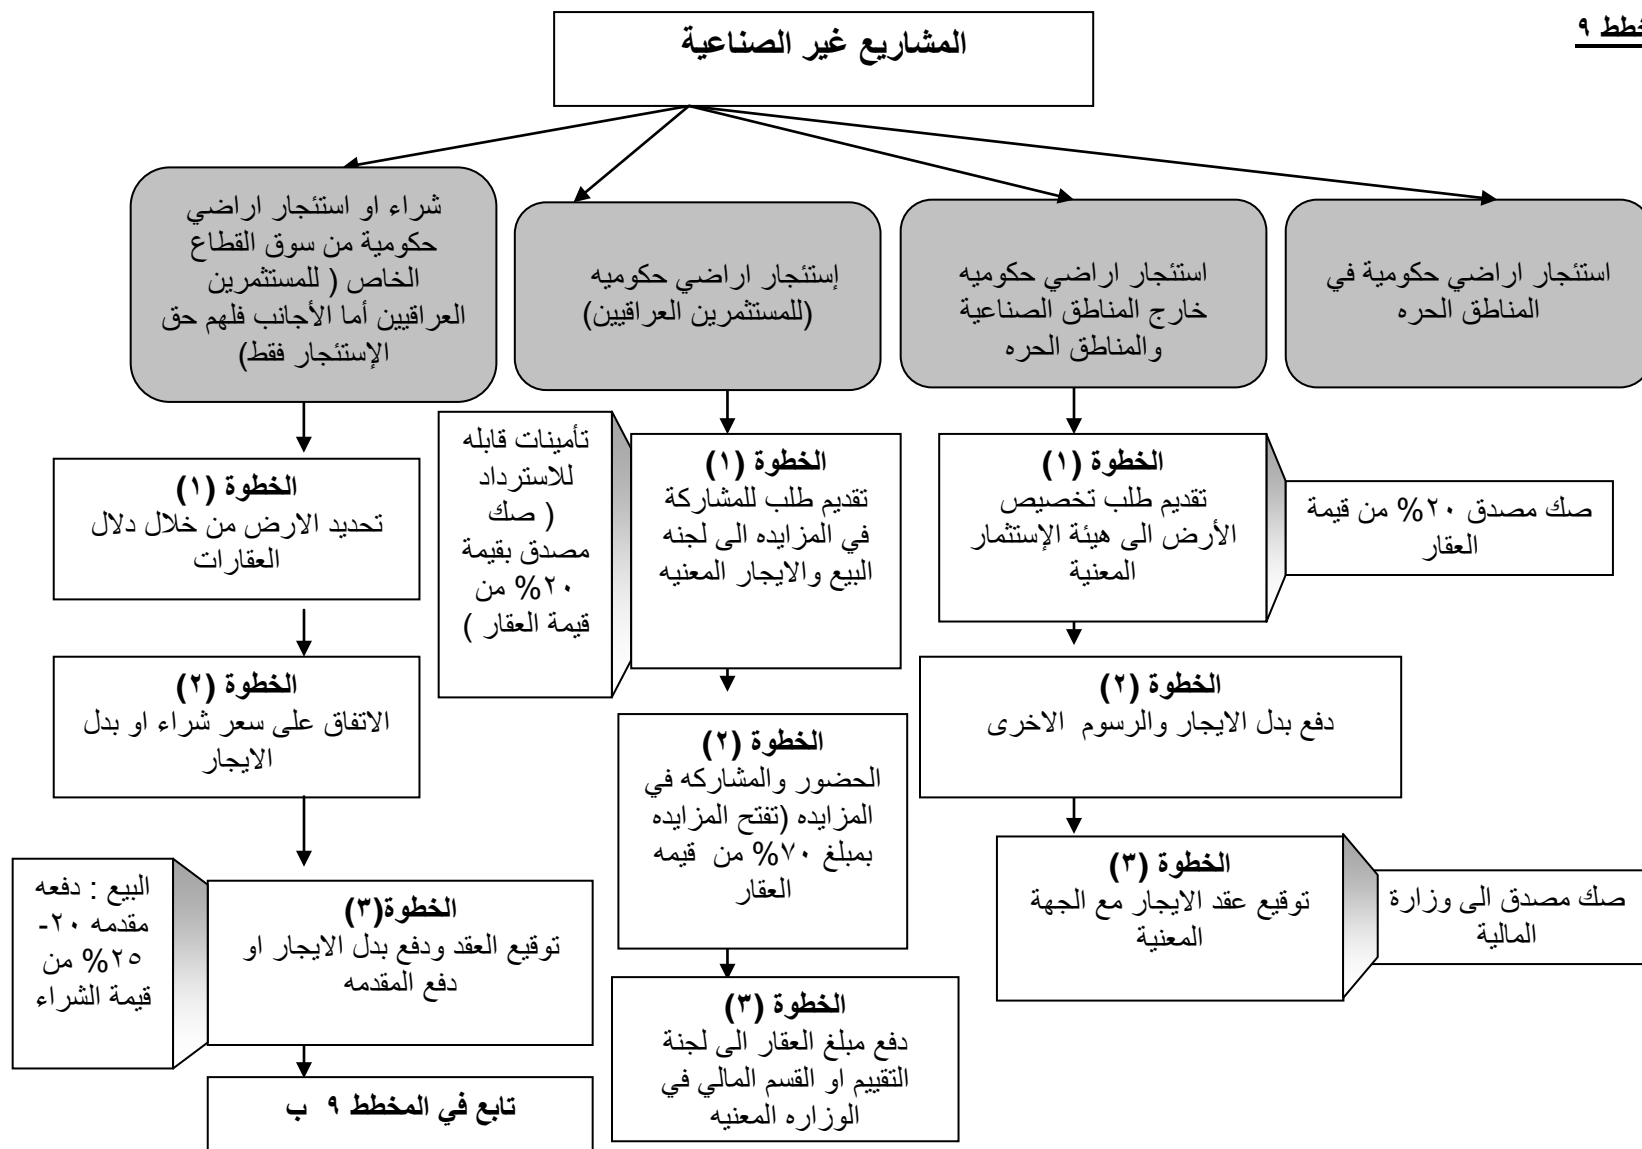 خطط ٩
المشاريع غير الصناعية
استئجار اراضي حكومية في
المناطق الحره
استئجار اراضي حكوميه
خارج المناطق الصناعية
والمناطق الحره
إستئجار اراضي حكوميه
(للمستثمرين العراقيين)
شراء او استئجار اراضي
حكومية من سوق القطاع
الخاص ( للمستثمرين
العراقيين أما الأجانب فلهم حق
الإستئجار فقط)
الخطوة (١)
تقديم طلب تخصيص
الأرض الى هيئة الإستثمار
المعنية
صك مصدق ٢٠% من قيمة
العقار
الخطوة (٢)
دفع بدل الايجار والرسوم الاخرى
الخطوة (٣)
توقيع عقد الايجار مع الجهة
المعنية
صك مصدق الى وزارة
المالية
الخطوة (١)
تقديم طلب للمشاركة
في المزايده الى لجنه
البيع والايجار المعنيه
تأمينات قابله
للاسترداد
( صك
مصدق بقيمة
٢٠% من
قيمة العقار )
الخطوة (٢)
الحضور والمشاركه في
المزايده (تفتح المزايده
بمبلغ ٧٠% من قيمه
العقار
الخطوة (٣)
دفع مبلغ العقار الى لجنة
التقييم او القسم المالي في
الوزاره المعنيه
الخطوة (١)
تحديد الارض من خلال دلال
العقارات
الخطوة (٢)
الاتفاق على سعر شراء او بدل
الايجار
الخطوة(٣)
توقيع العقد ودفع بدل الايجار او
دفع المقدمه
البيع : دفعه
مقدمه ٢٠-
٢٥% من
قيمة الشراء
تابع في المخطط ٩ ب